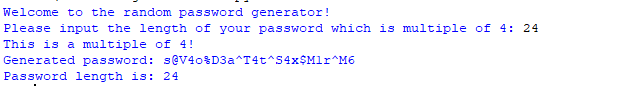 Welcome to the random password generator!
Please input the length of your password which is multiple of 4: 24
This is a multiple of 4!
Generated password: s@V4o%D3a^T4t^S4x$M1r^M6
Password length is: 24